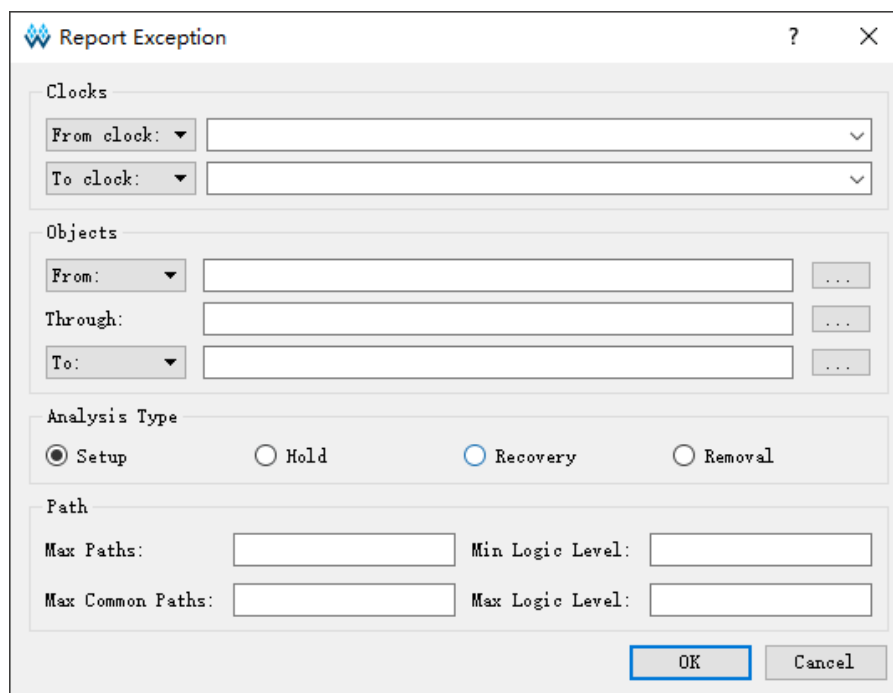 Report Exception ?
Clocks
From clock:
To clock:
Objects
From: ...
Through: ...
To: ...
Analysis Type
Setup Hold Recovery Removal
Path
Max Paths: Min Logic Level:
Max Common Paths: Max Logic Level:
OK Cancel